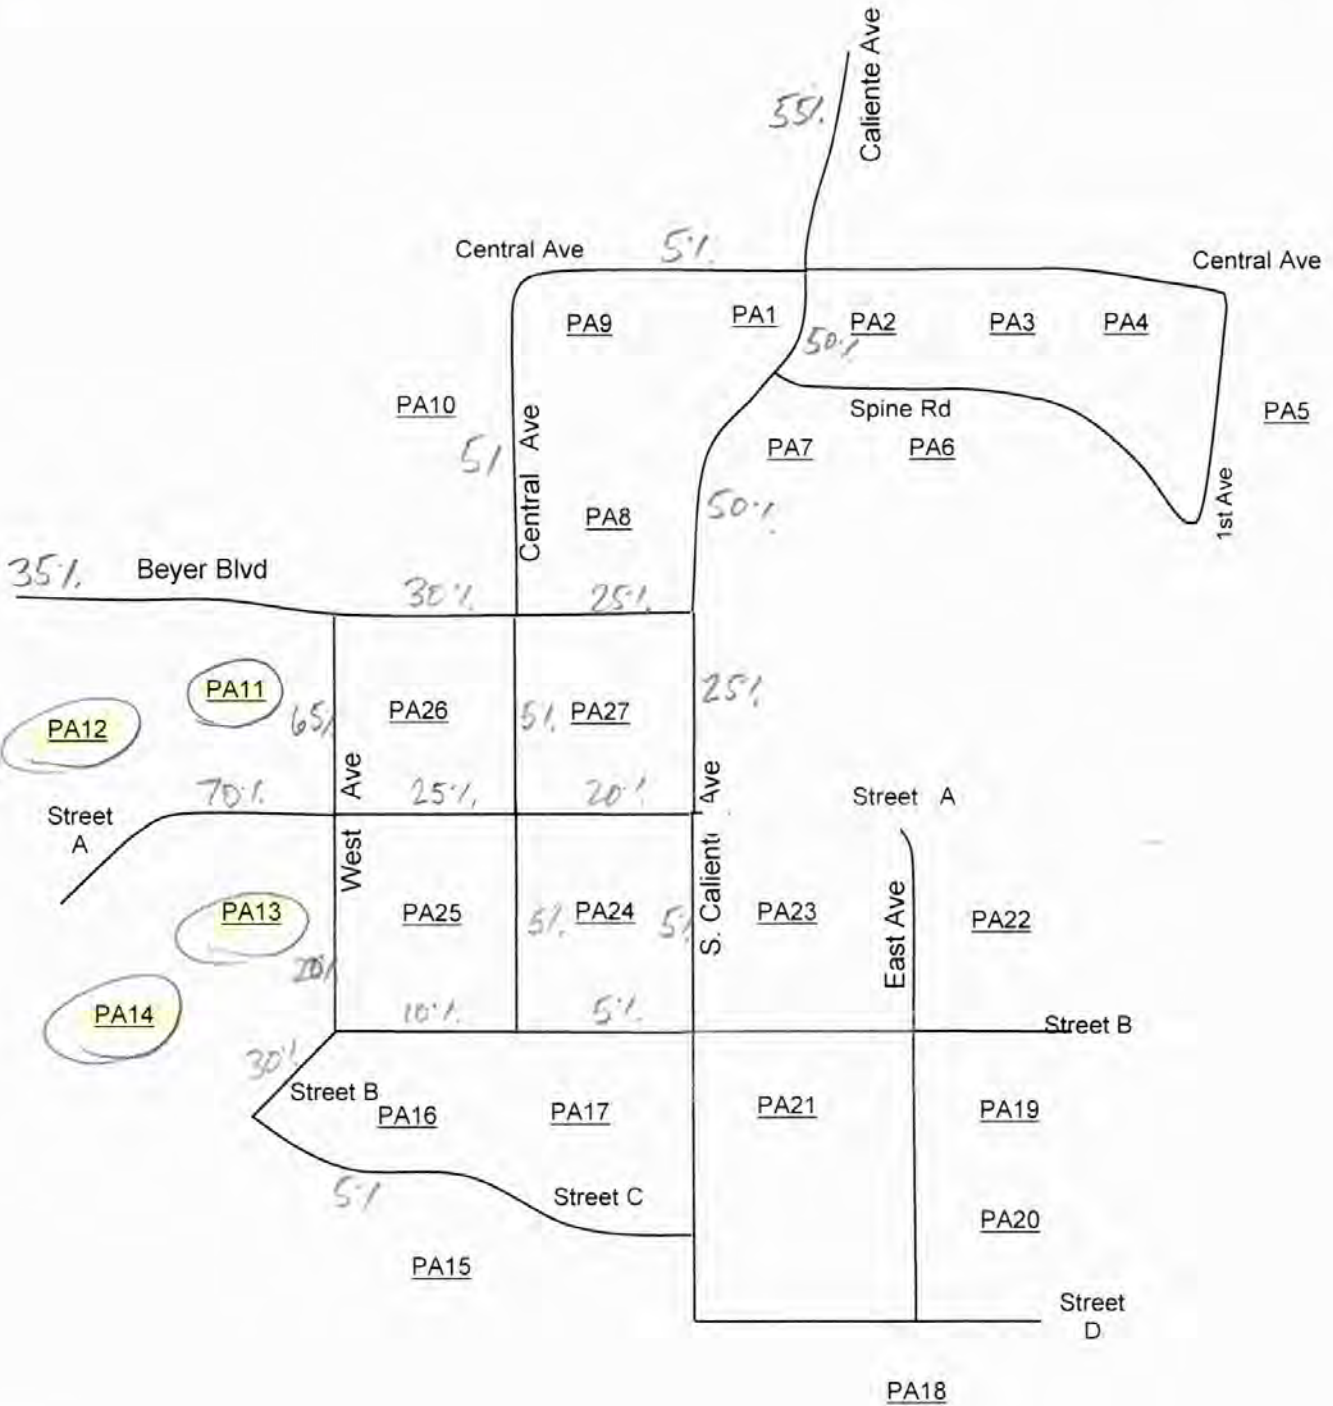 Caliente Ave
55%
Central Ave
5%
Central Ave
PA9
PA1
PA2
PA3
PA4
50%
PA10
Central Ave
Spine Rd
PA5
5%
PA7
PA6
1st Ave
50%
PA8
35%
Beyer Blvd
30%
25%
PA11
65%
PA26
5%
PA27
25%
PA12
70%
West Ave
25%
20%
S. Calient Ave
Street A
Street
A
PA13
PA25
5%
PA24
5%
PA23
East Ave
PA22
20%
PA14
10%
5%
Street B
30%
Street B
PA16
PA17
PA21
PA19
5%
Street C
PA20
PA15
Street
D
PA18